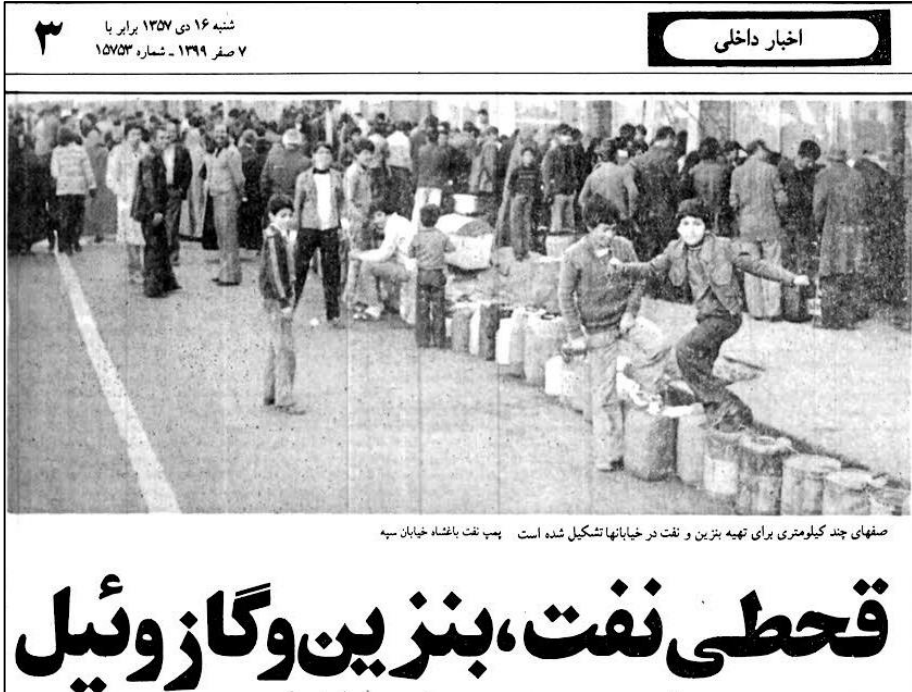 اخبار داخلی
شنبه ۱۶ دی ۱۳۵۷ برابر با
۷ صفر ۱۳۹۹ ـ شماره ۱۵۷۵۳
۳
صفهای چند کیلومتری برای تهیه بنزین و نفت در خیابانها تشکیل شده است پمپ نفت باغشاه خیابان سپه
قحطی نفت، بنزین و گازوئیل